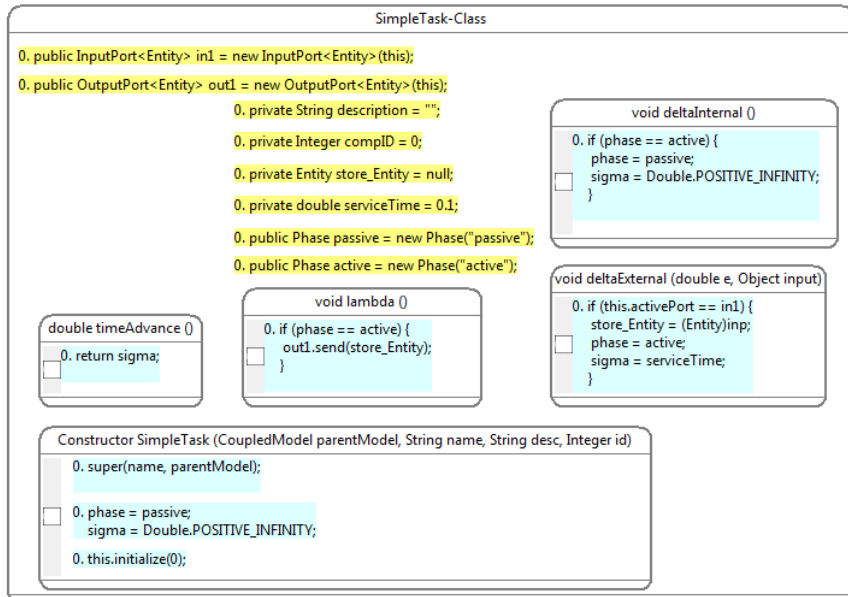 SimpleTask-Class
0. public InputPort<Entity> in1 = new InputPort<Entity>(this);
0. public OutputPort<Entity> out1 = new OutputPort<Entity>(this);
0. private String description = "";
0. private Integer compID = 0;
0. private Entity store_Entity = null;
0. private double serviceTime = 0.1;
0. public Phase passive = new Phase("passive");
0. public Phase active = new Phase("active");
void deltaInternal ()
0. if (phase == active) {
phase = passive;
sigma = Double.POSITIVE_INFINITY;
}
void deltaExternal (double e, Object input)
0. if (this.activePort == in1) {
store_Entity = (Entity)inp;
phase = active;
sigma = serviceTime;
}
void lambda ()
0. if (phase == active) {
out1.send(store_Entity);
}
double timeAdvance ()
0. return sigma;
Constructor SimpleTask (CoupledModel parentModel, String name, String desc, Integer id)
0. super(name, parentModel);
0. phase = passive;
sigma = Double.POSITIVE_INFINITY;
0. this.initialize(0);